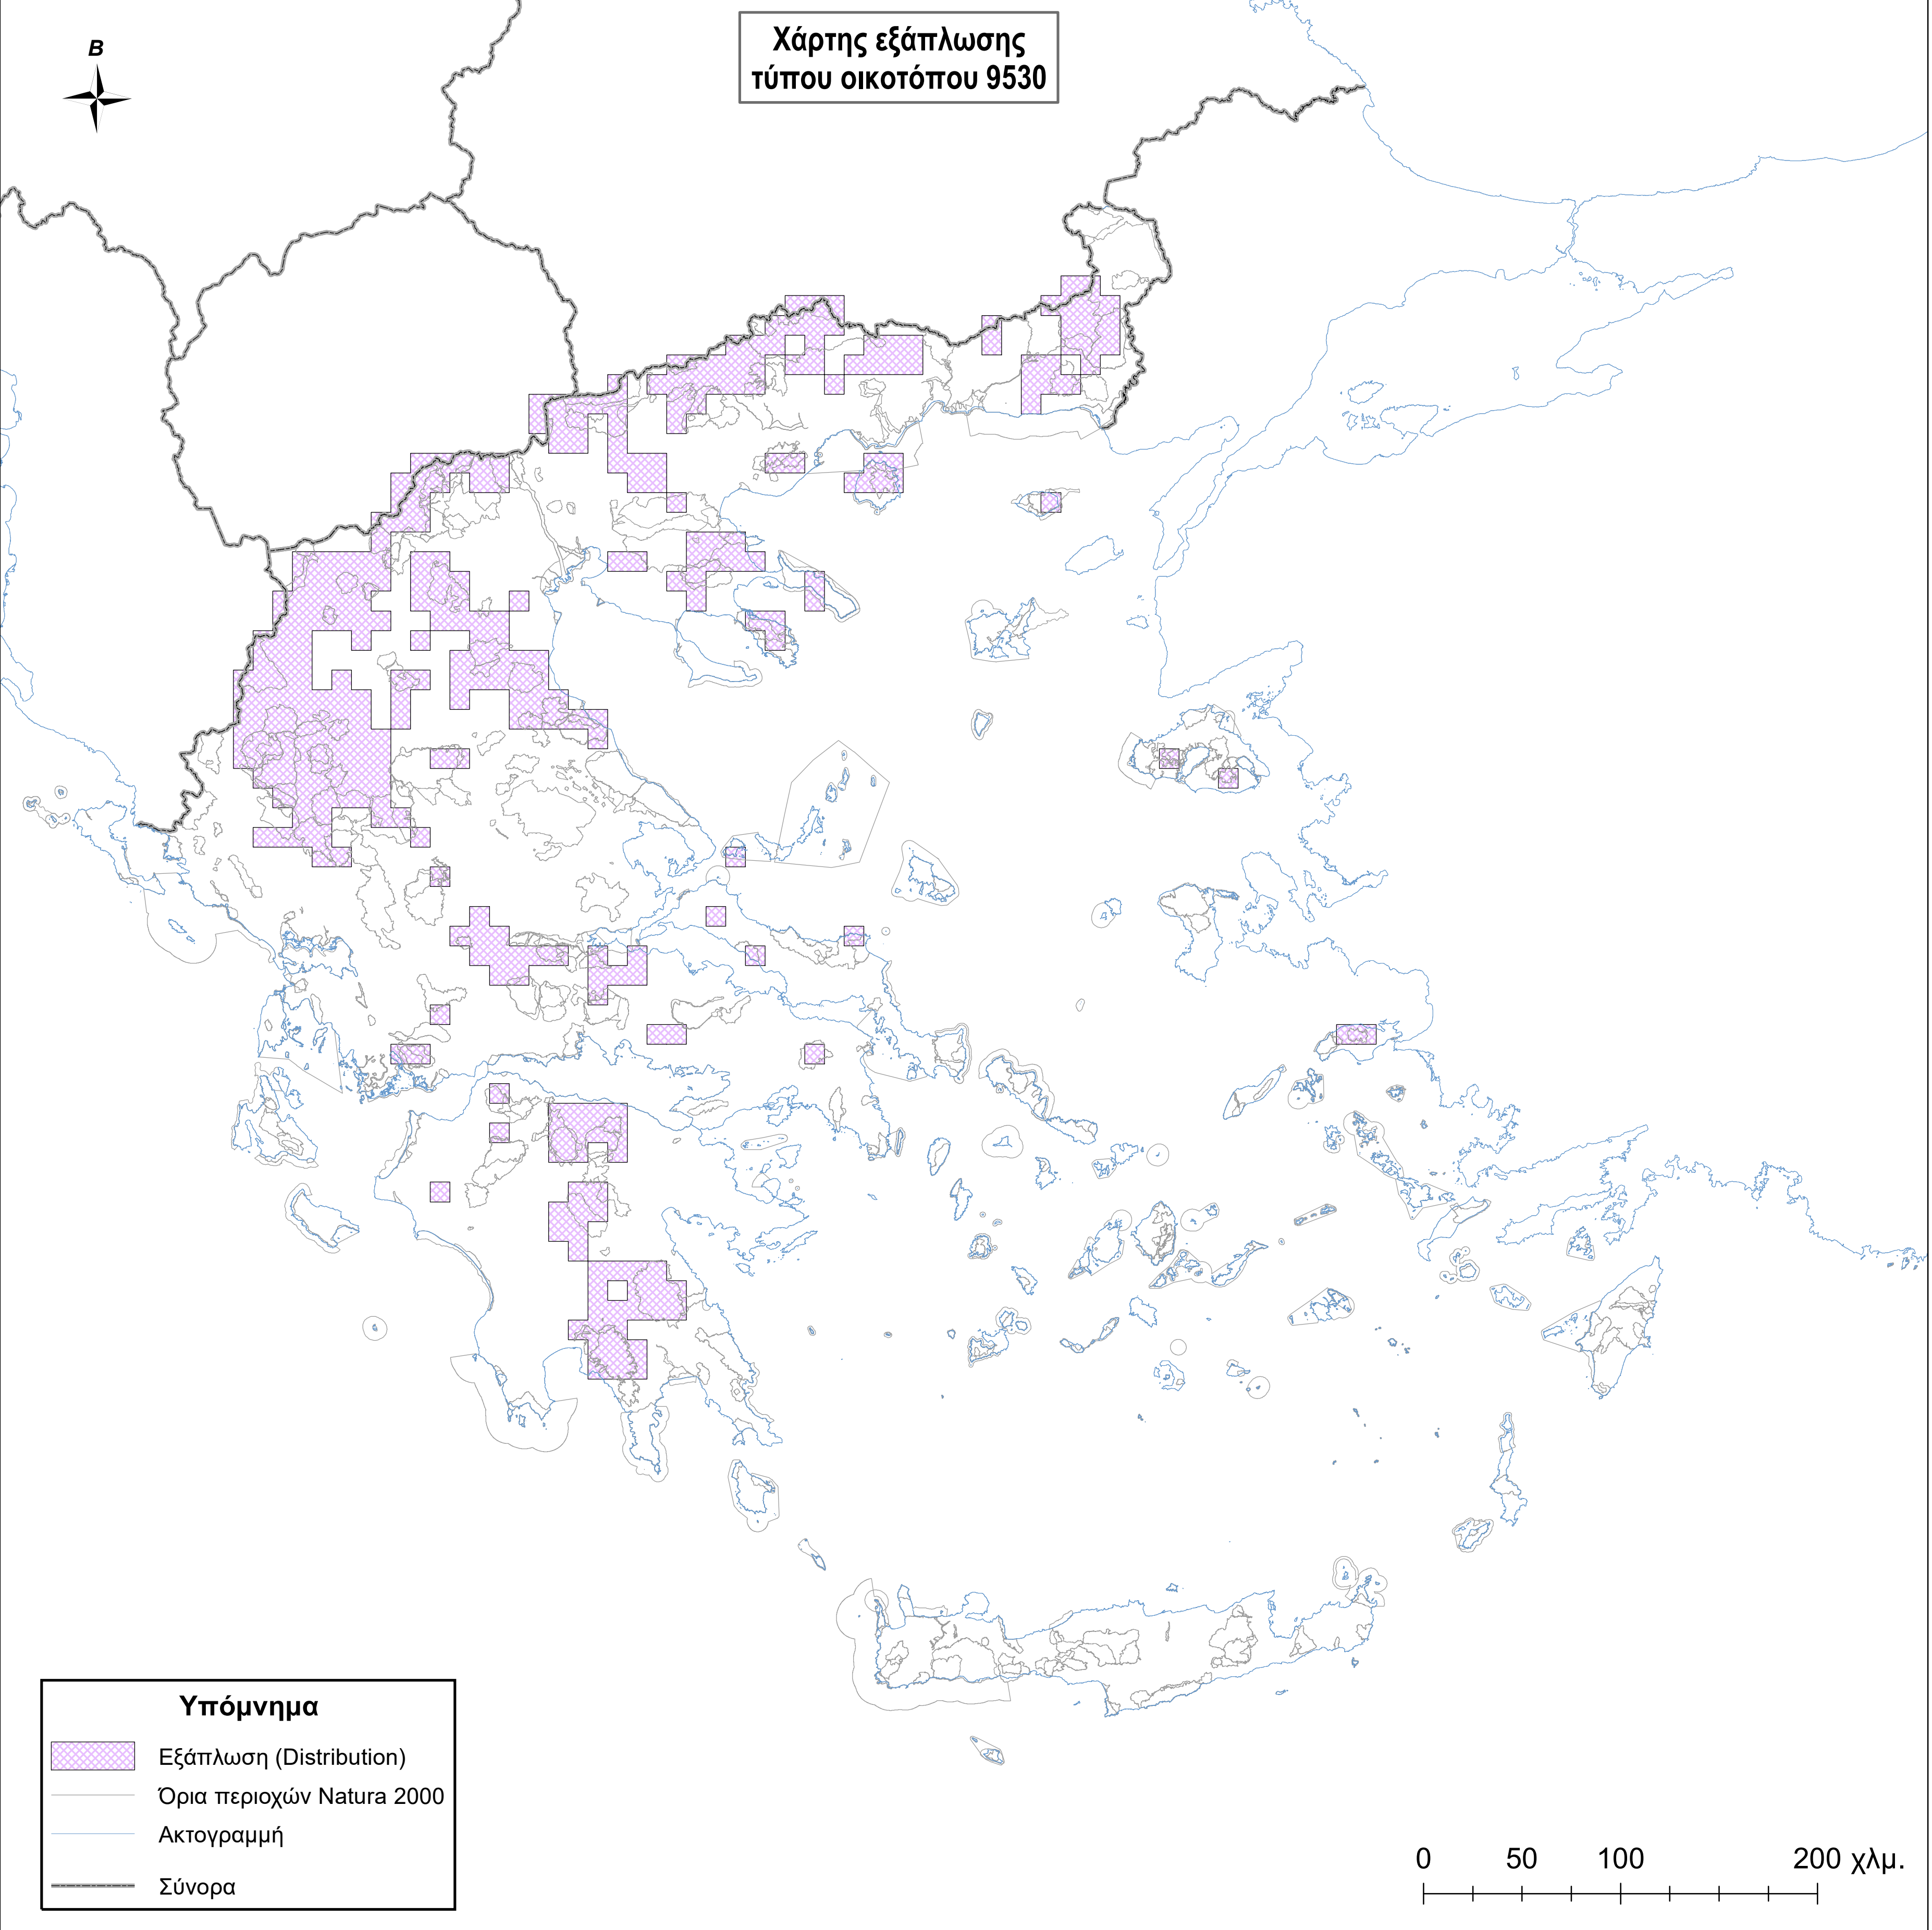 Χάρτης εξάπλωσης
τύπου οικοτόπου 9530
Β
Υπόμνημα
Εξάπλωση (Distribution)
Όρια περιοχών Natura 2000
Ακτογραμμή
Σύνορα
0 50 100 200 χλμ.